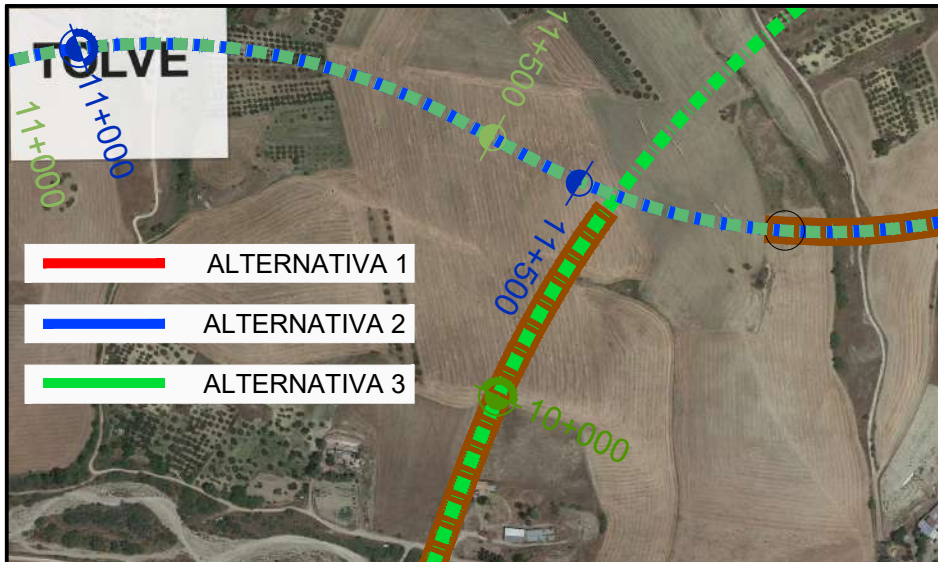 TOLVE
11+000
11+000
11+500
11+500
ALTERNATIVA 1
ALTERNATIVA 2
ALTERNATIVA 3
10+000